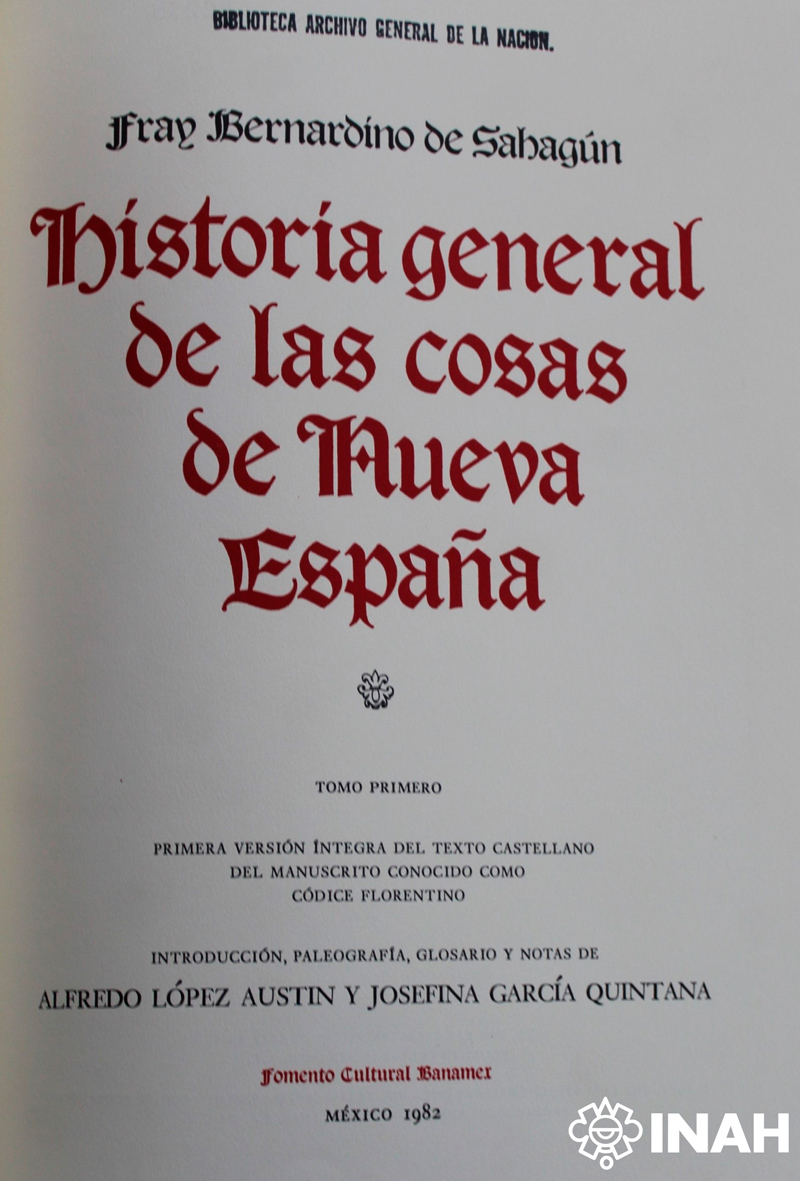 BIBLIOTECA ARCHIVO GENERAL DE LA NACION.
Fray Bernardino de Sahagún
Historia general
de las cosas
de Nueva
España
TOMO PRIMERO
PRIMERA VERSIÓN ÍNTEGRA DEL TEXTO CASTELLANO
DEL MANUSCRITO CONOCIDO COMO
CÓDICE FLORENTINO
INTRODUCCIÓN, PALEOGRAFÍA, GLOSARIO Y NOTAS DE
ALFREDO LÓPEZ AUSTIN Y JOSEFINA GARCÍA QUINTANA
Fomento Cultural Banamex
MÉXICO 1982
INAH